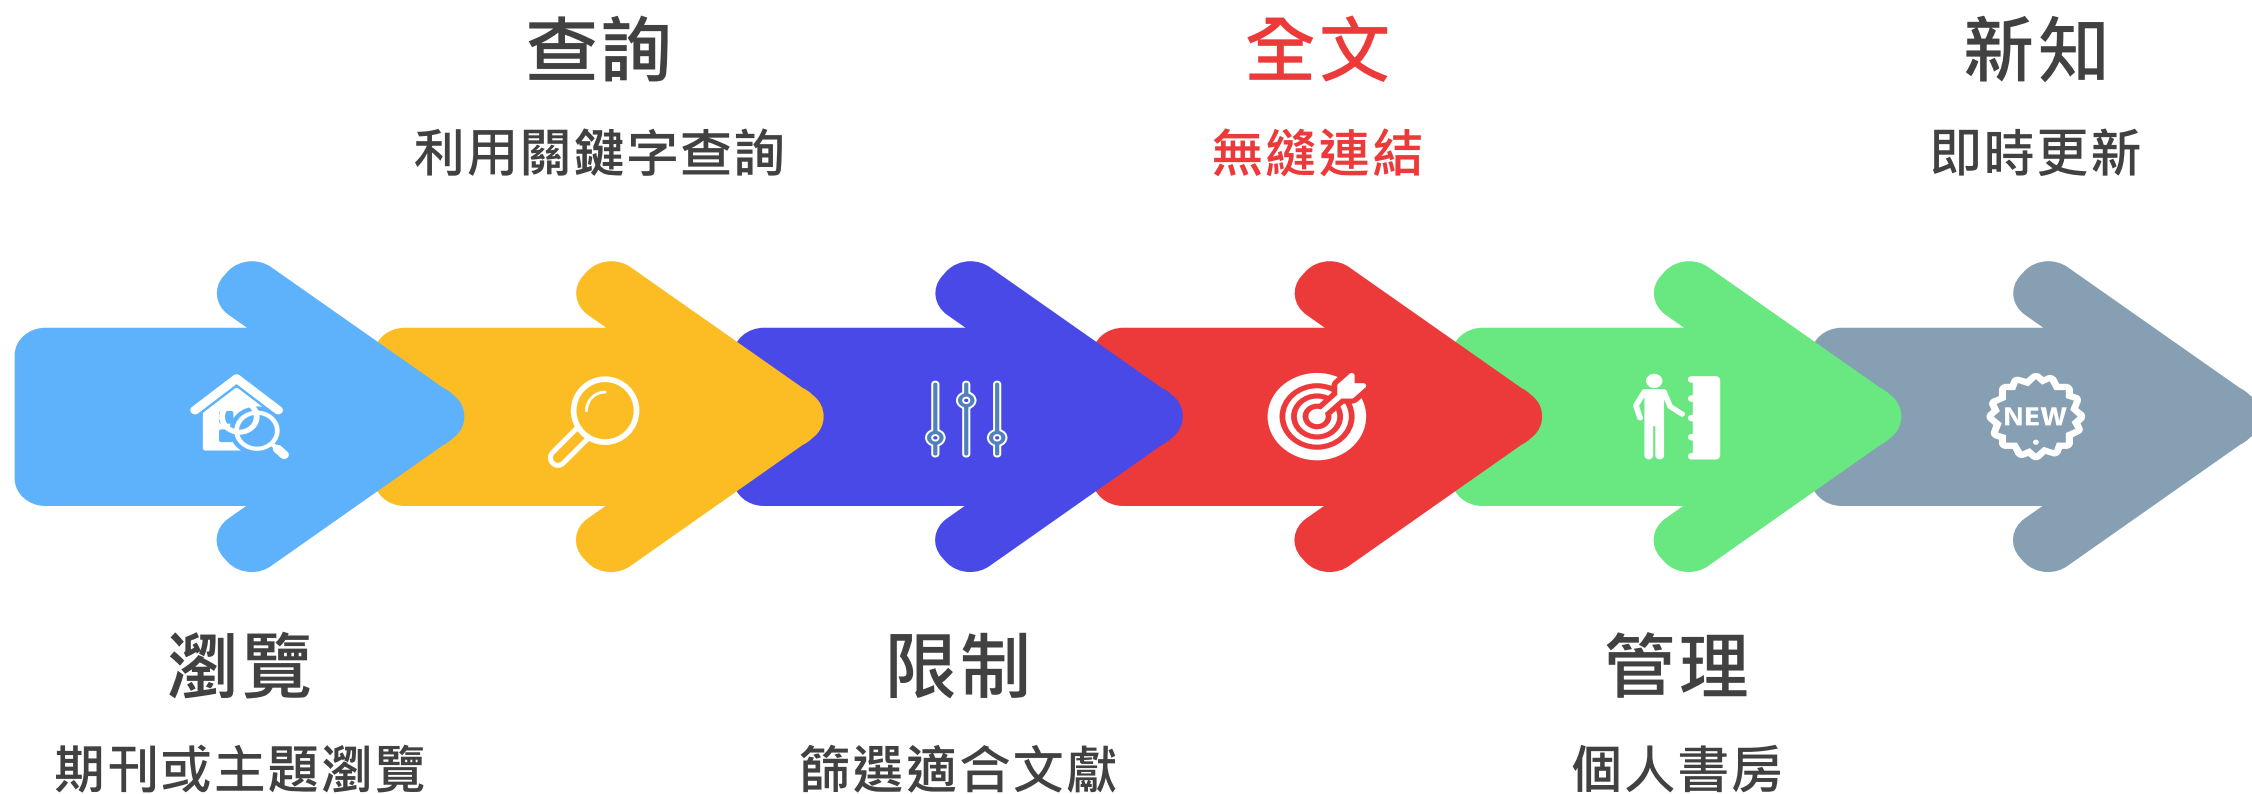 查詢
利用關鍵字查詢
全文
無縫連結
新知
即時更新
NEW
瀏覽
期刊或主題瀏覽
限制
篩選適合文獻
管理
個人書房